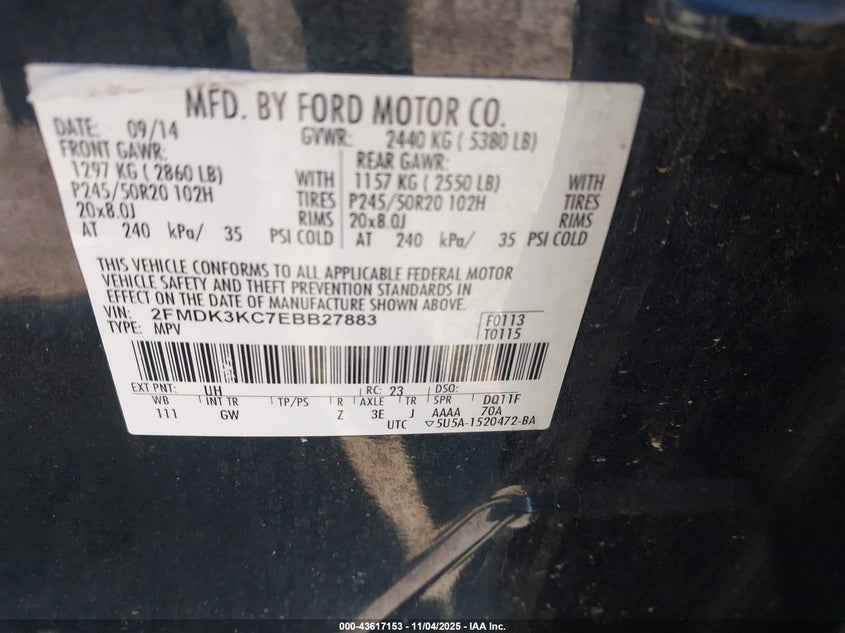 MFD. BY FORD MOTOR CO.
DATE: 09/14 GVWR: 2440 KG ( 5380 LB)
FRONT GAWR: REAR GAWR:
1297 KG ( 2860 LB) WITH 1157 KG ( 2550 LB) WITH
P245/50R20 102H TIRES P245/50R20 102H TIRES
20x8.0J RIMS 20x8.0J RIMS
AT 240 kPa/ 35 PSI COLD AT 240 kPa/ 35 PSI COLD
THIS VEHICLE CONFORMS TO ALL APPLICABLE FEDERAL MOTOR
VEHICLE SAFETY AND THEFT PREVENTION STANDARDS IN
EFFECT ON THE DATE OF MANUFACTURE SHOWN ABOVE.
VIN: 2FMDK3KC7EBB27883 F0113
TYPE: MPV T0115
EXT PNT: UH RC: 23 DSO:
WB INT TR TP/PS R AXLE TR SPR DQ11F
111 GW Z 3E J AAAA 70A
UTC ▽5U5A-1520472-BA
000-43617153 — 11/04/2025 — IAA Inc.